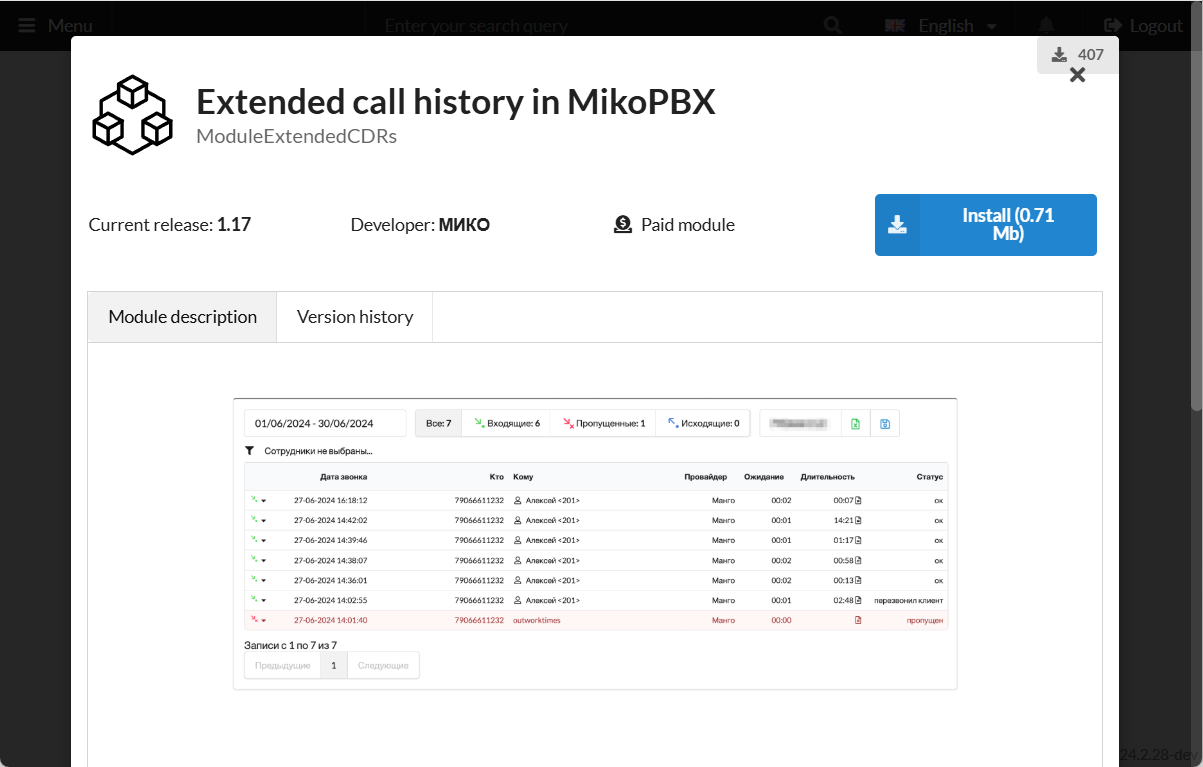 Menu
Enter your search query
English
Logout
407
Extended call history in MikoPBX
ModuleExtendedCDRs
Current release: 1.17
Developer: МИКО
Paid module
Install (0.71
Mb)
Module description
Version history
01/06/2024 - 30/06/2024
Все: 7
Входящие: 6
Пропущенные: 1
Исходящие: 0
Сотрудники не выбраны...
Дата звонка Кто Кому Провайдер Ожидание Длительность Статус
27-06-2024 16:18:12 79066611232 Алексей <201> Манго 00:02 00:07 ок
27-06-2024 14:42:02 79066611232 Алексей <201> Манго 00:01 14:21 ок
27-06-2024 14:39:46 79066611232 Алексей <201> Манго 00:01 01:17 ок
27-06-2024 14:38:07 79066611232 Алексей <201> Манго 00:02 00:58 ок
27-06-2024 14:36:01 79066611232 Алексей <201> Манго 00:02 00:13 ок
27-06-2024 14:02:55 79066611232 Алексей <201> Манго 00:01 02:48 перезвонил клиент
27-06-2024 14:01:40 79066611232 outworktimes Манго 00:00 пропущен
Записи с 1 по 7 из 7
Предыдущие 1 Следующие
24.2.28-dev